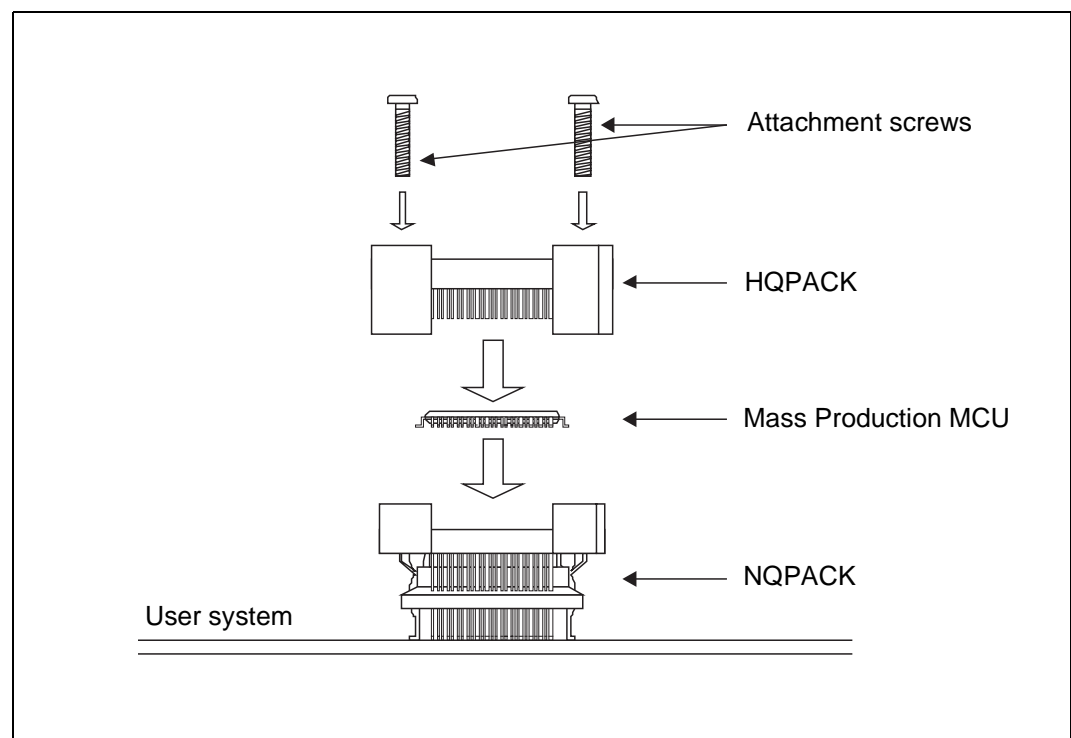 Attachment screws
HQPACK
Mass Production MCU
NQPACK
User system